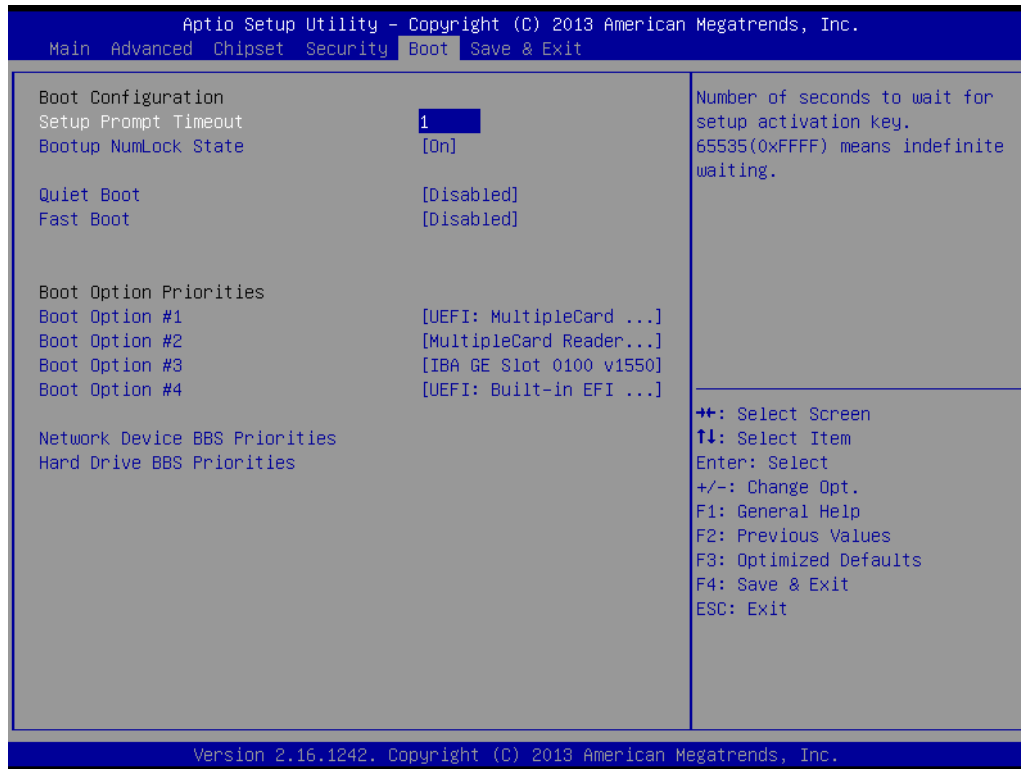 Aptio Setup Utility – Copyright (C) 2013 American Megatrends, Inc.
Main Advanced Chipset Security Boot Save & Exit
Boot Configuration
Setup Prompt Timeout 1
Bootup NumLock State [On]
Quiet Boot [Disabled]
Fast Boot [Disabled]
Boot Option Priorities
Boot Option #1 [UEFI: MultipleCard ...]
Boot Option #2 [MultipleCard Reader...]
Boot Option #3 [IBA GE Slot 0100 v1550]
Boot Option #4 [UEFI: Built-in EFI ...]
Network Device BBS Priorities
Hard Drive BBS Priorities
Number of seconds to wait for
setup activation key.
65535(0xFFFF) means indefinite
waiting.
→←: Select Screen
↑↓: Select Item
Enter: Select
+/-: Change Opt.
F1: General Help
F2: Previous Values
F3: Optimized Defaults
F4: Save & Exit
ESC: Exit
Version 2.16.1242. Copyright (C) 2013 American Megatrends, Inc.